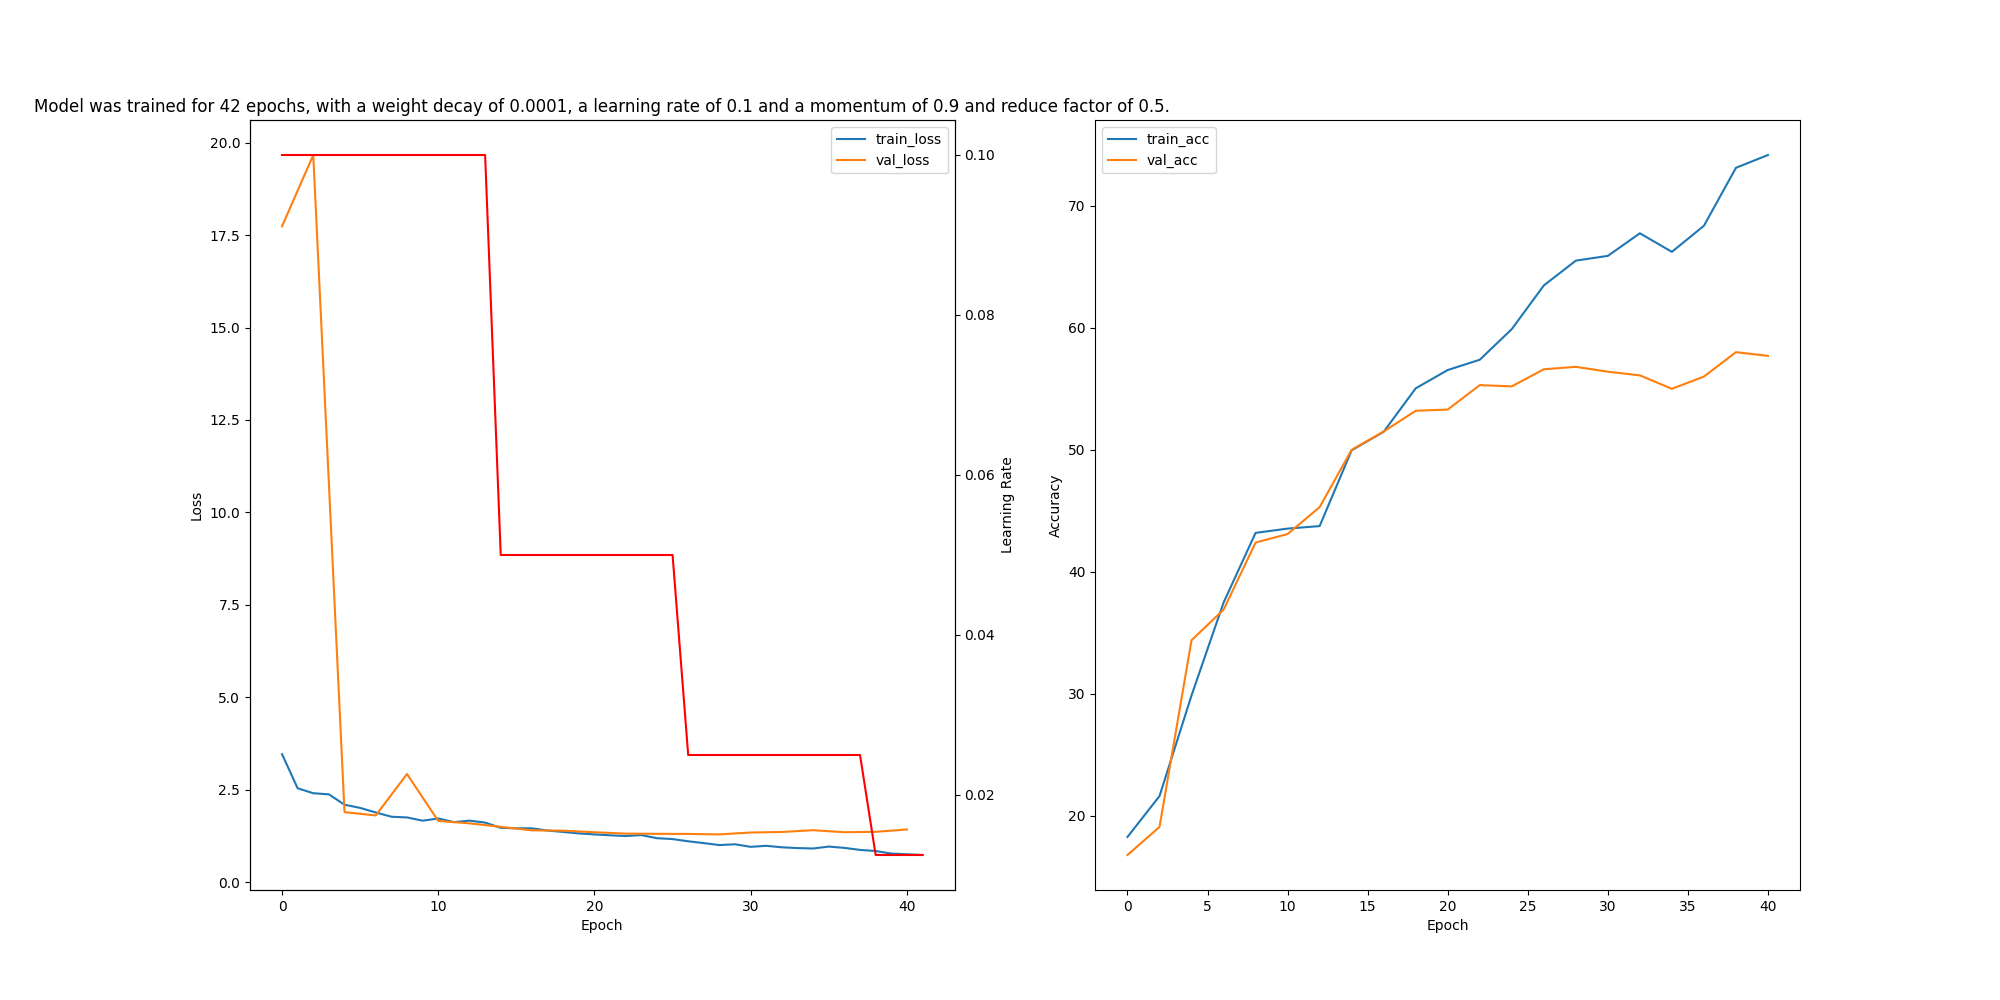 Model was trained for 42 epochs, with a weight decay of 0.0001, a learning rate of 0.1 and a momentum of 0.9 and reduce factor of 0.5.
train_loss
val_loss
20.0
17.5
15.0
12.5
10.0
7.5
5.0
2.5
0.0
Loss
0 10 20 30 40
Epoch
0.10
0.08
0.06
0.04
0.02
Learning Rate
train_acc
val_acc
70
60
50
40
30
20
Accuracy
0 5 10 15 20 25 30 35 40
Epoch